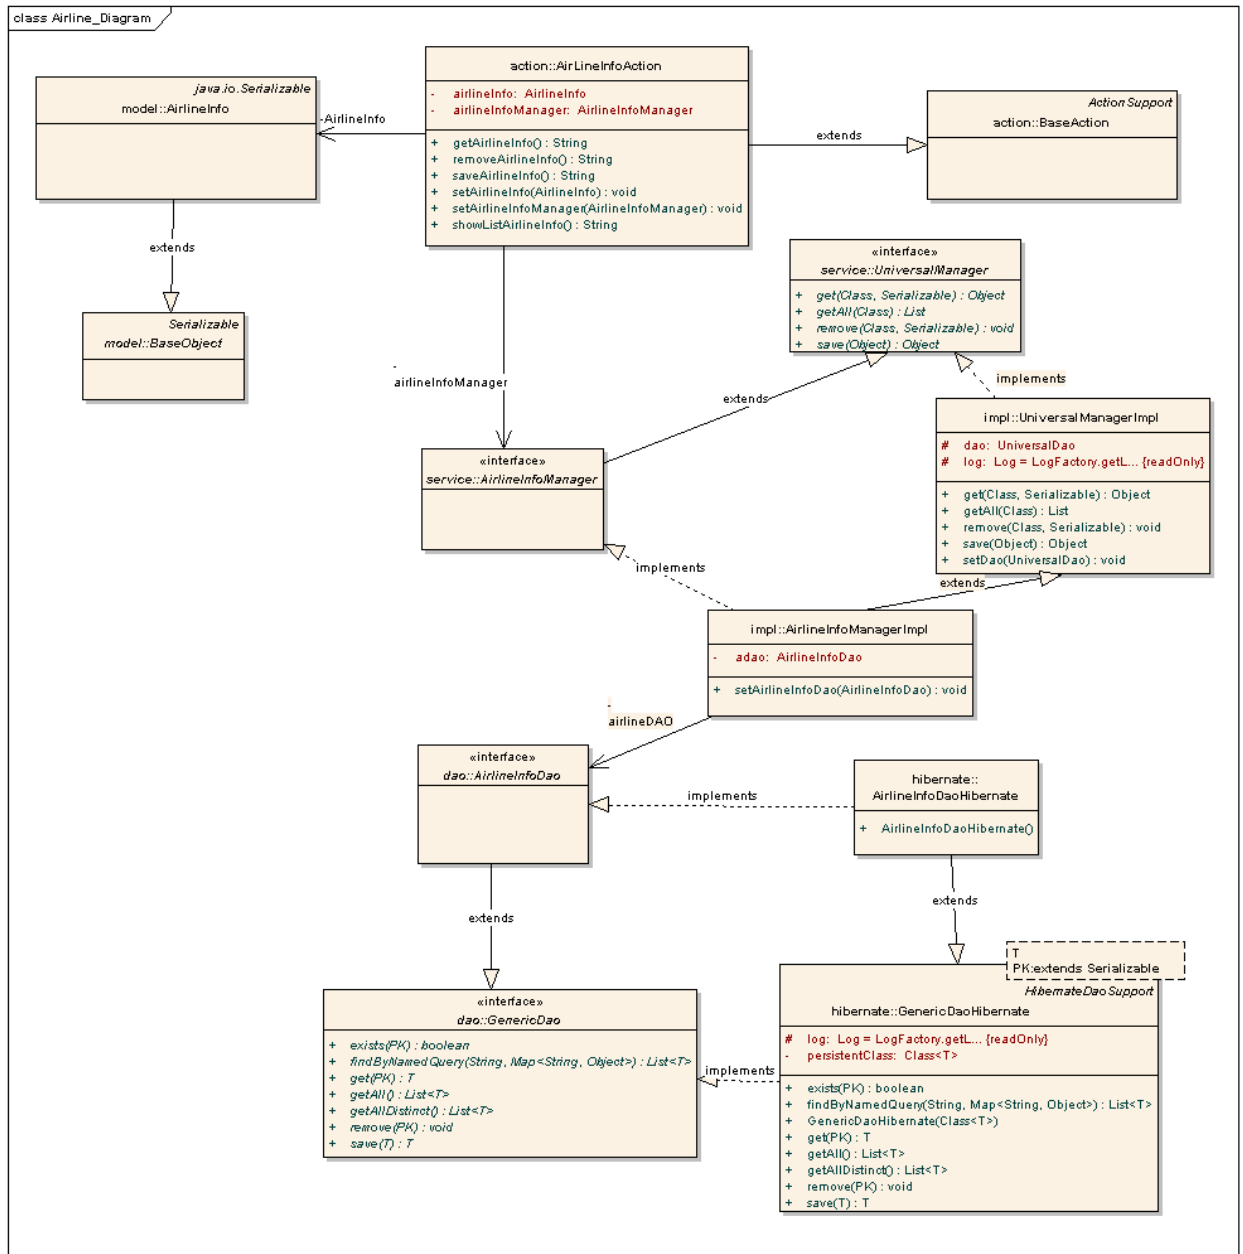 class Airline_Diagram
java.io.Serializable
model::AirlineInfo
-AirlineInfo
action::AirLineInfoAction
- airlineInfo: AirlineInfo
- airlineInfoManager: AirlineInfoManager
+ getAirlineInfo() : String
+ removeAirlineInfo() : String
+ saveAirlineInfo() : String
+ setAirlineInfo(AirlineInfo) : void
+ setAirlineInfoManager(AirlineInfoManager) : void
+ showListAirlineInfo() : String
extends
ActionSupport
action::BaseAction
extends
Serializable
model::BaseObject
«interface»
service::UniversalManager
+ get(Class, Serializable) : Object
+ getAll(Class) : List
+ remove(Class, Serializable) : void
+ save(Object) : Object
-
airlineInfoManager
extends
implements
«interface»
service::AirlineInfoManager
impl::UniversalManagerImpl
# dao: UniversalDao
# log: Log = LogFactory.getL... {readOnly}
+ get(Class, Serializable) : Object
+ getAll(Class) : List
+ remove(Class, Serializable) : void
+ save(Object) : Object
+ setDao(UniversalDao) : void
implements
extends
impl::AirlineInfoManagerImpl
- adao: AirlineInfoDao
+ setAirlineInfoDao(AirlineInfoDao) : void
-
airlineDAO
«interface»
dao::AirlineInfoDao
implements
hibernate::
AirlineInfoDaoHibernate
+ AirlineInfoDaoHibernate()
extends
extends
«interface»
dao::GenericDao
+ exists(PK) : boolean
+ findByNamedQuery(String, Map<String, Object>) : List<T>
+ get(PK) : T
+ getAll() : List<T>
+ getAllDistinct() : List<T>
+ remove(PK) : void
+ save(T) : T
implements
T
PK:extends Serializable
HibernateDaoSupport
hibernate::GenericDaoHibernate
# log: Log = LogFactory.getL... {readOnly}
- persistentClass: Class<T>
+ exists(PK) : boolean
+ findByNamedQuery(String, Map<String, Object>) : List<T>
+ GenericDaoHibernate(Class<T>)
+ get(PK) : T
+ getAll() : List<T>
+ getAllDistinct() : List<T>
+ remove(PK) : void
+ save(T) : T